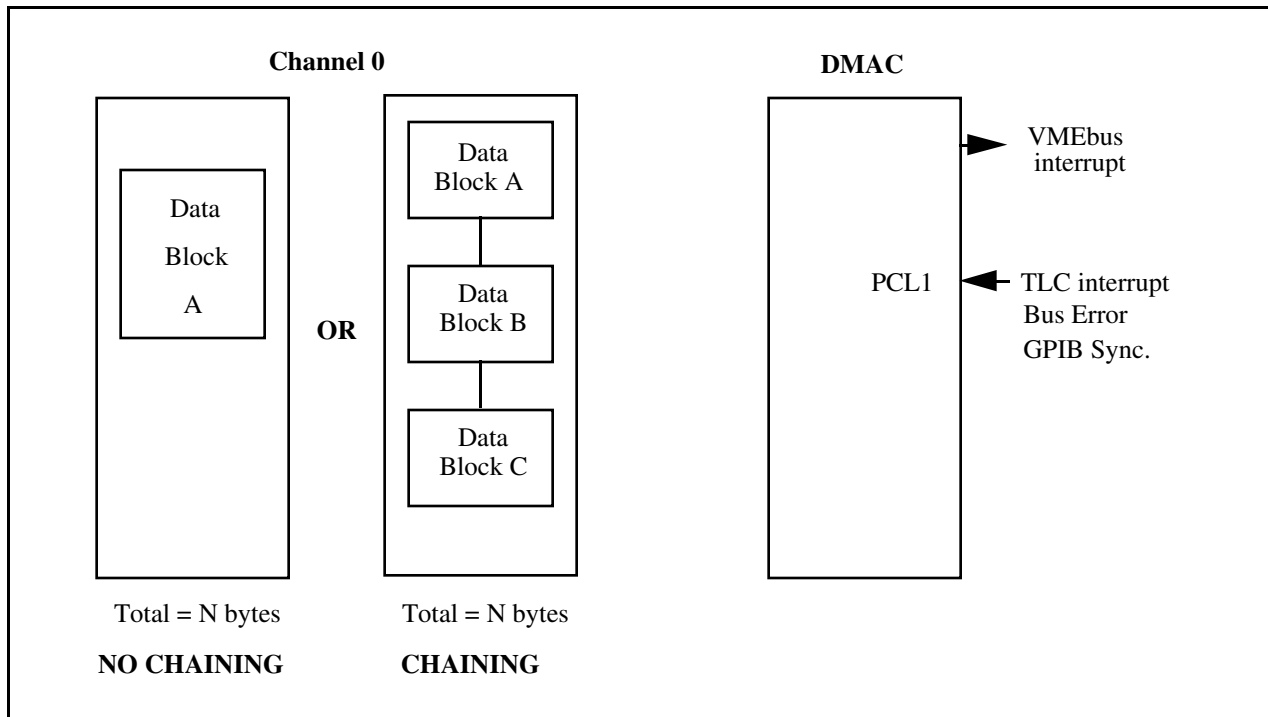 Channel 0
Data
Block
A
Total = N bytes
NO CHAINING
OR
Data
Block A
Data
Block B
Data
Block C
Total = N bytes
CHAINING
DMAC
PCL1
VMEbus
interrupt
TLC interrupt
Bus Error
GPIB Sync.